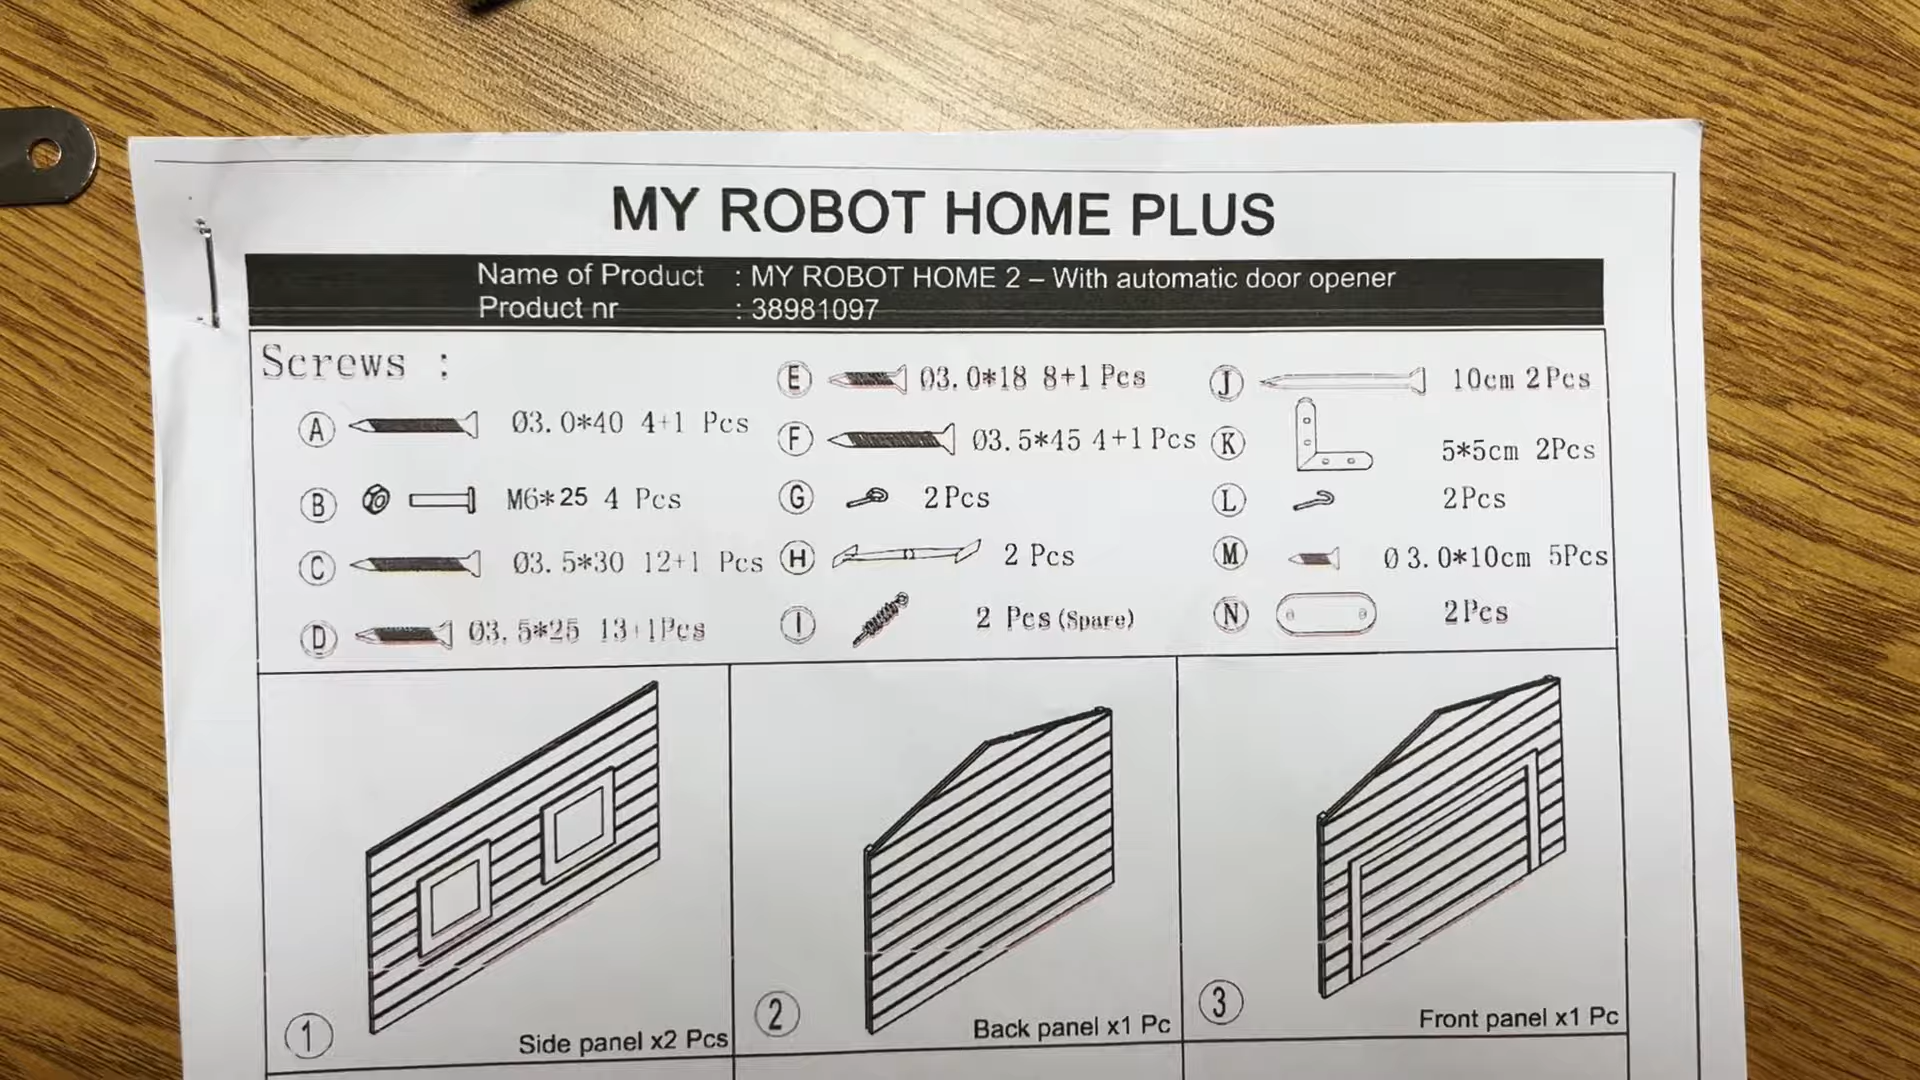 MY ROBOT HOME PLUS
Name of Product : MY ROBOT HOME 2 – With automatic door opener
Product nr : 38981097
Screws :
A Ø3.0*40 4+1 Pcs
B M6*25 4 Pcs
C Ø3.5*30 12+1 Pcs
D Ø3.5*25 13+1Pcs
E Ø3.0*18 8+1 Pcs
F Ø3.5*45 4+1Pcs
G 2Pcs
H 2 Pcs
I 2 Pcs (Spare)
J 10cm 2Pcs
K 5*5cm 2Pcs
L 2Pcs
M Ø3.0*10cm 5Pcs
N 2Pcs
1 Side panel x2 Pcs
2 Back panel x1 Pc
3 Front panel x1 Pc